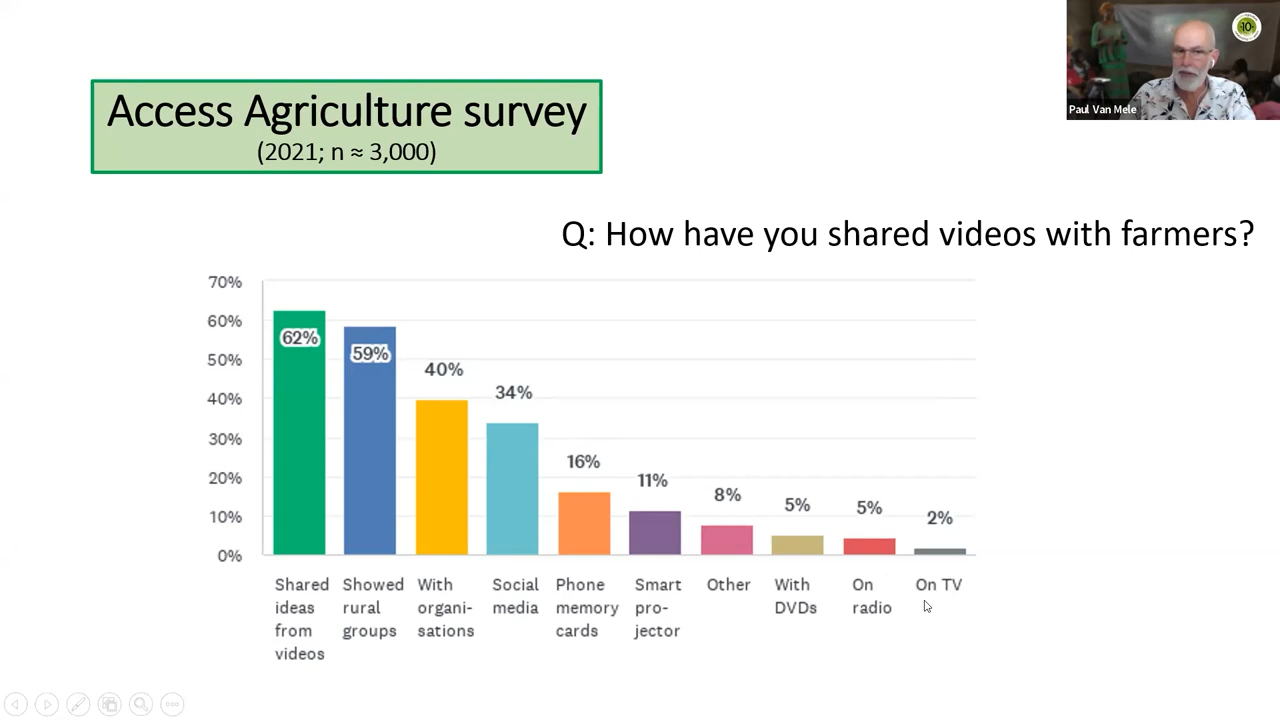 10
Paul Van Mele
Access Agriculture survey
(2021; n ≈ 3,000)
Q: How have you shared videos with farmers?
70%
60%
50%
40%
30%
20%
10%
0%
62%
59%
40%
34%
16%
11%
8%
5%
5%
2%
Shared
ideas
from
videos
Showed
rural
groups
With
organi-
sations
Social
media
Phone
memory
cards
Smart
pro-
jector
Other
With
DVDs
On
radio
On TV